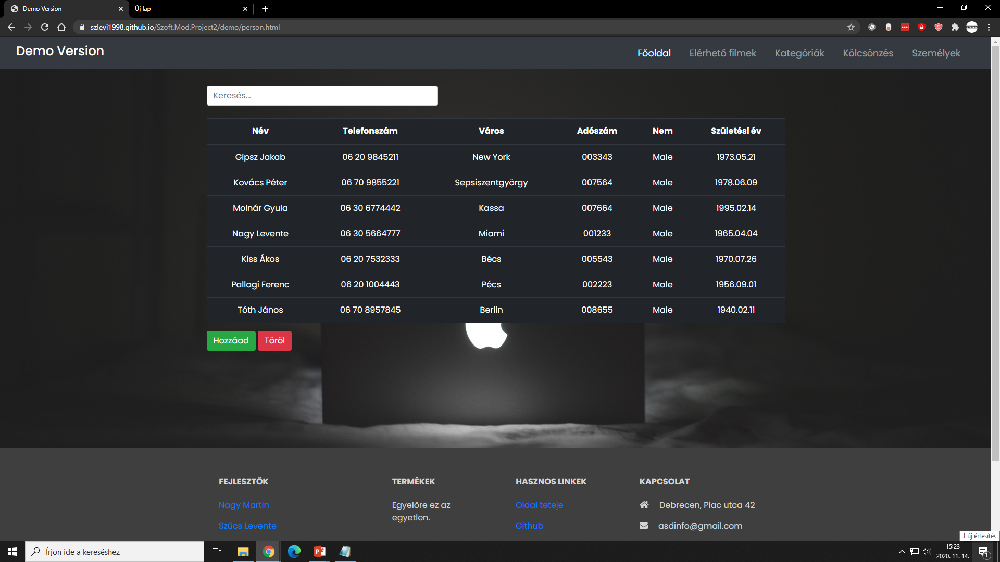 Demo Version
Új lap
szlevi1998.github.io/Szoft.Mod.Project2/demo/person.html
Demo Version
Főoldal Elérhető filmek Kategóriák Kölcsönzés Személyek
Keresés...
Név Telefonszám Város Adószám Nem Születési év
Gipsz Jakab 06 20 9845211 New York 003343 Male 1973.05.21
Kovács Péter 06 70 9855221 Sepsiszentgyörgy 007564 Male 1978.06.09
Molnár Gyula 06 30 6774442 Kassa 007664 Male 1995.02.14
Nagy Levente 06 30 5664777 Miami 001233 Male 1965.04.04
Kiss Ákos 06 20 7532333 Bécs 005543 Male 1970.07.26
Pallagi Ferenc 06 20 1004443 Pécs 002223 Male 1956.09.01
Tóth János 06 70 8957845 Berlin 008655 Male 1940.02.11
Hozzáad Töröl
FEJLESZTŐK
Nagy Martin
Szűcs Levente
TERMÉKEK
Egyelőre ez az
egyetlen.
HASZNOS LINKEK
Oldal teteje
Github
KAPCSOLAT
Debrecen, Piac utca 42
asdinfo@gmail.com
1 új értesítés
Írjon ide a kereséshez
15:23
2020. 11. 14.
1